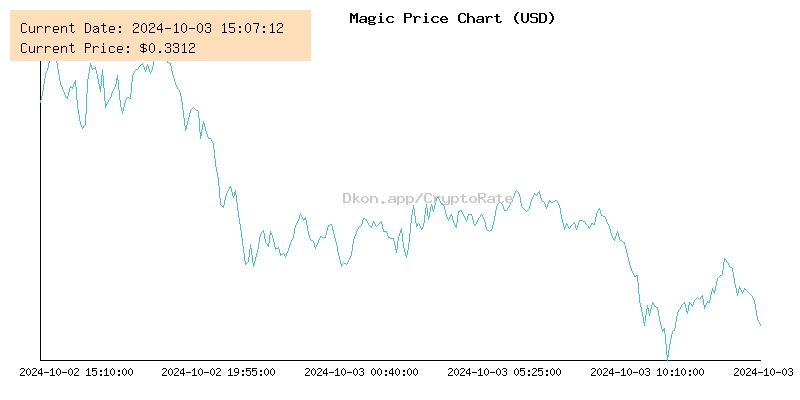 Magic Price Chart (USD)
Current Date: 2024-10-03 15:07:12
Current Price: $0.3312
Dkon.app/CryptoRate
2024-10-02 15:10:00 2024-10-02 19:55:00 2024-10-03 00:40:00 2024-10-03 05:25:00 2024-10-03 10:10:00 2024-10-03